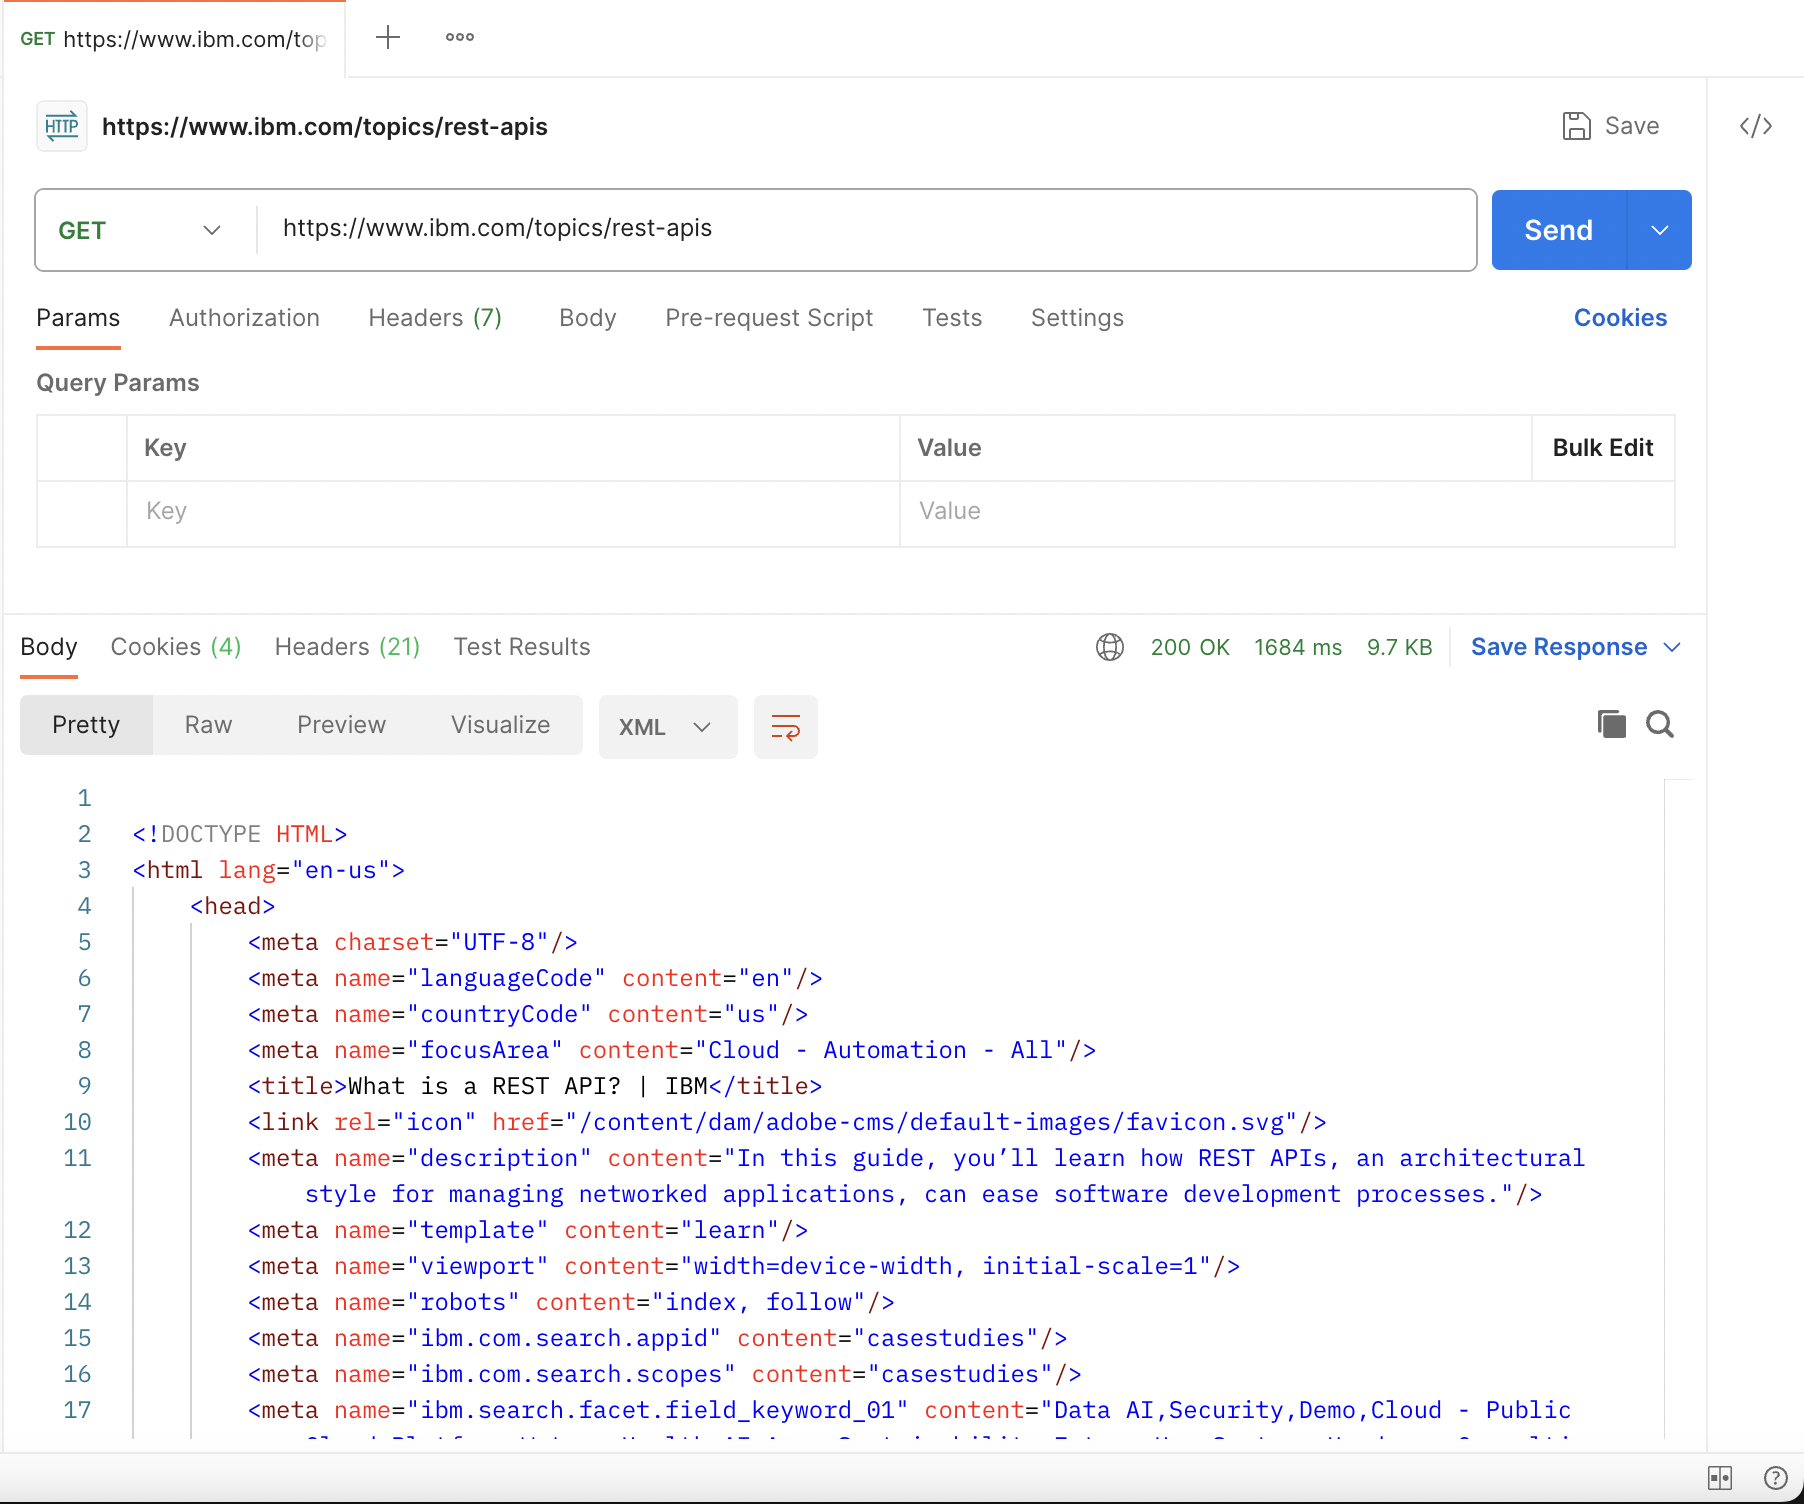 GET https://www.ibm.com/top
HTTP https://www.ibm.com/topics/rest-apis Save </>
GET https://www.ibm.com/topics/rest-apis Send
Params Authorization Headers (7) Body Pre-request Script Tests Settings Cookies
Query Params
Key Value Bulk Edit
Key Value
Body Cookies (4) Headers (21) Test Results 200 OK 1684 ms 9.7 KB Save Response
Pretty Raw Preview Visualize XML
1
2 <!DOCTYPE HTML>
3 <html lang="en-us">
4 <head>
5 <meta charset="UTF-8"/>
6 <meta name="languageCode" content="en"/>
7 <meta name="countryCode" content="us"/>
8 <meta name="focusArea" content="Cloud - Automation - All"/>
9 <title>What is a REST API? | IBM</title>
10 <link rel="icon" href="/content/dam/adobe-cms/default-images/favicon.svg"/>
11 <meta name="description" content="In this guide, you’ll learn how REST APIs, an architectural
style for managing networked applications, can ease software development processes."/>
12 <meta name="template" content="learn"/>
13 <meta name="viewport" content="width=device-width, initial-scale=1"/>
14 <meta name="robots" content="index, follow"/>
15 <meta name="ibm.com.search.appid" content="casestudies"/>
16 <meta name="ibm.com.search.scopes" content="casestudies"/>
17 <meta name="ibm.search.facet.field_keyword_01" content="Data AI,Security,Demo,Cloud - Public